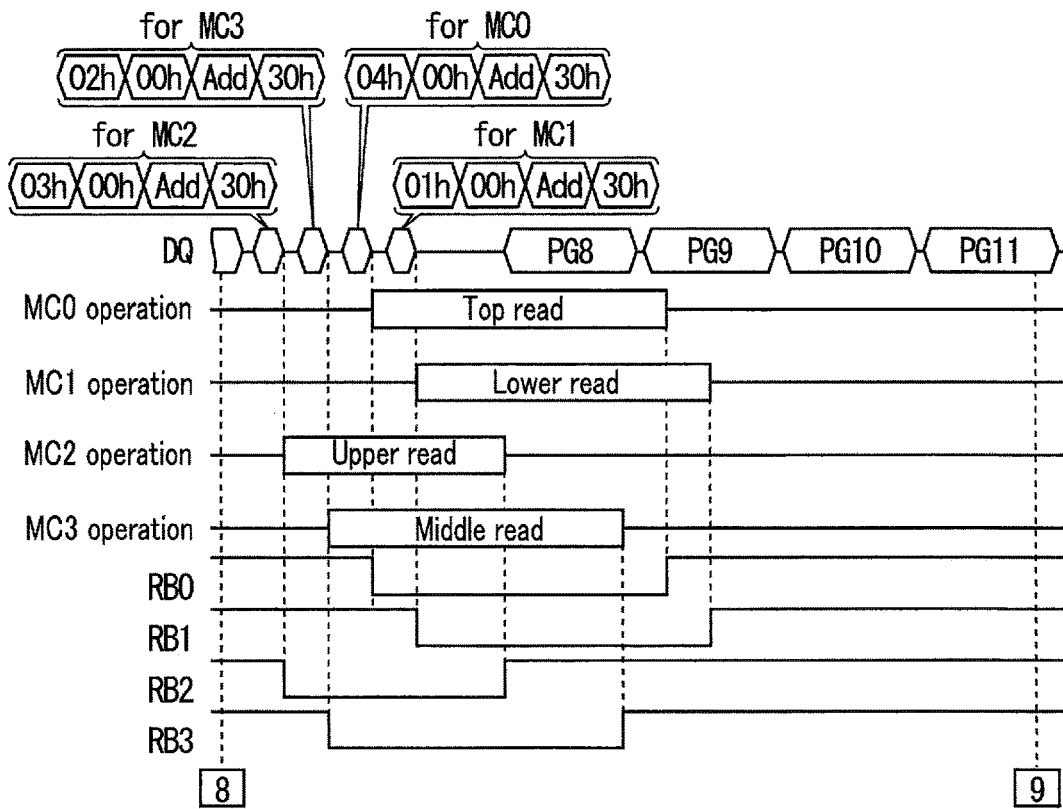 for MC3
02h 00h Add 30h
for MC0
04h 00h Add 30h
for MC2
03h 00h Add 30h
for MC1
01h 00h Add 30h
DQ
PG8 PG9 PG10 PG11
MC0 operation
Top read
MC1 operation
Lower read
MC2 operation
Upper read
MC3 operation
Middle read
RB0
RB1
RB2
RB3
8
9